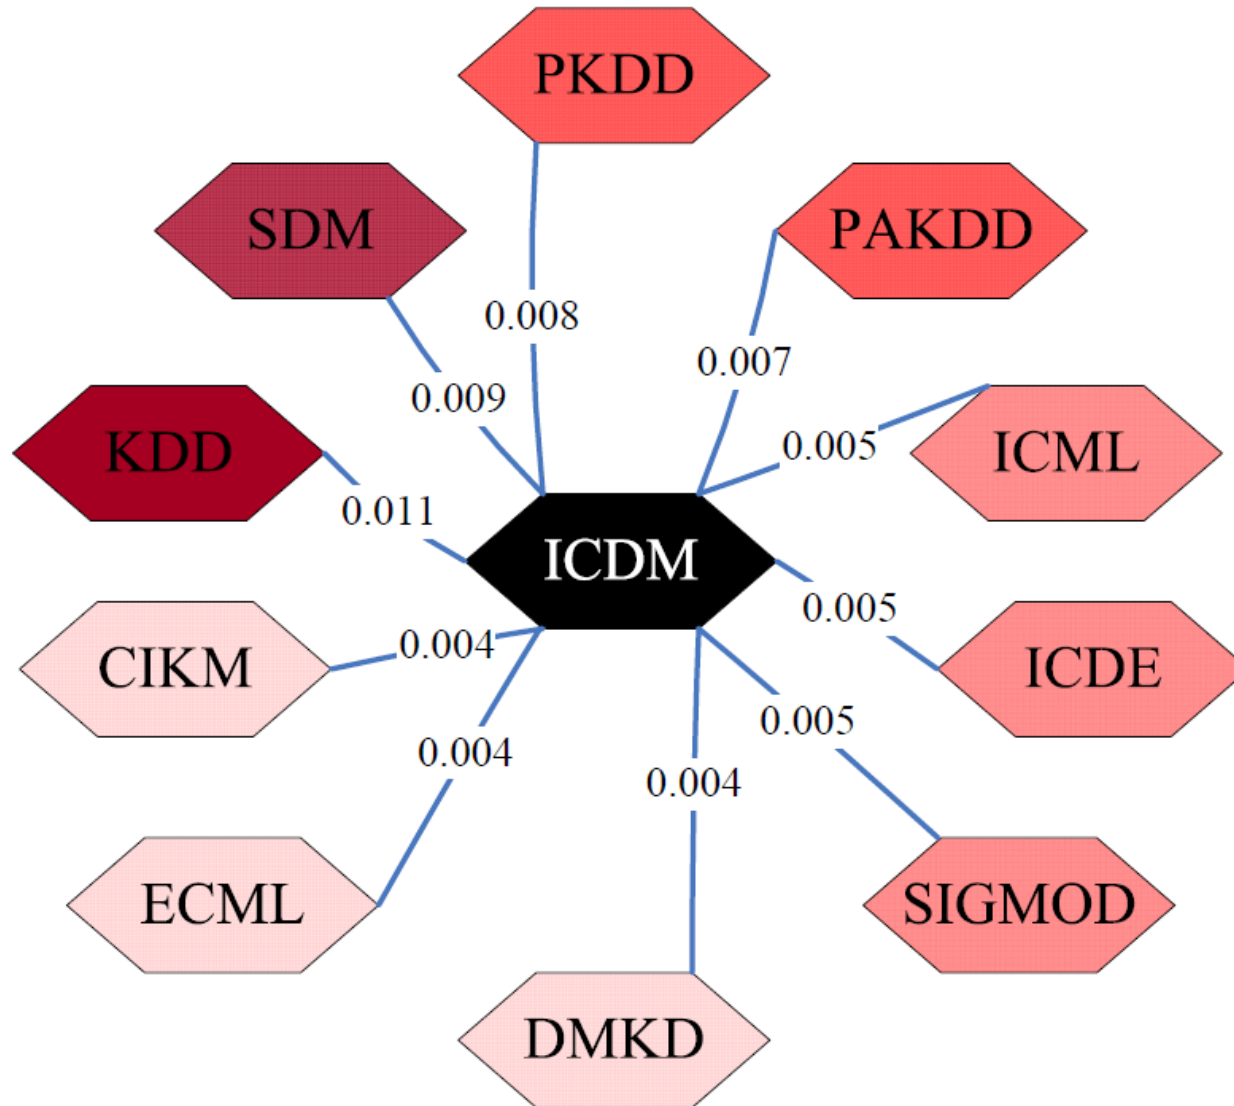 PKDD
SDM
PAKDD
0.008
0.007
0.009
0.005
KDD
ICML
0.011
ICDM
0.005
0.004
CIKM
ICDE
0.005
0.004
0.004
ECML
SIGMOD
DMKD